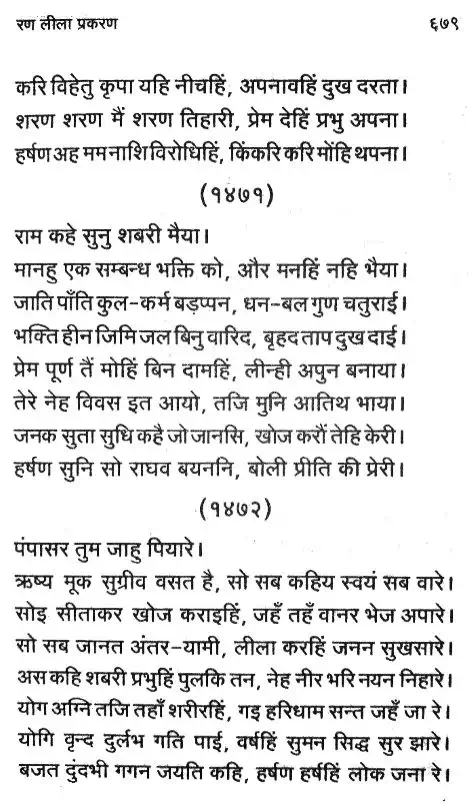 रण लीला प्रकरण ६७९
करि विहेतु कृपा यहि नीचहिं, अपनावहिं दुख दरता।
शरण शरण मैं शरण तिहारी, प्रेम देहिं प्रभु अपना।
हर्षण अह ममनाशि विरोधिहिं, किंकरि करि मोंहि थपना।
(१४७१)
राम कहे सुनु शबरी मैया।
मानहु एक सम्बन्ध भक्ति को, और मनहिं नहि भैया।
जाति पाँति कुल-कर्म बड़प्पन, धन-बल गुण चतुराई।
भक्ति हीन जिमि जल बिनु वारिद, बृहद ताप दुख दाई।
प्रेम पूर्ण तैं मोहिं बिन दामहिं, लीन्ही अपुन बनाया।
तेरे नेह विवस इत आयो, तजि मुनि आतिथ भाया।
जनक सुता सुधि कहै जो जानसि, खोज करौं तेहि केरी।
हर्षण सुनि सो राघव बयननि, बोली प्रीति की प्रेरी।
(१४७२)
पंपासर तुम जाहु पियारे।
ऋष्य मूक सुग्रीव वसत है, सो सब कहिय स्वयं सब वारे।
सोइ सीताकर खोज कराइहिं, जहँ तहँ वानर भेज अपारे।
सो सब जानत अंतर-यामी, लीला करहिं जनन सुखसारे।
अस कहि शबरी प्रभुहिं पुलकि तन, नेह नीर भरि नयन निहारे।
योग अग्नि तजि तहाँ शरीरहिं, गइ हरिधाम सन्त जहँ जा रे।
योगि वृन्द दुर्लभ गति पाई, वर्षहिं सुमन सिद्ध सुर झारे।
बजत दुंदभी गगन जयति कहि, हर्षण हर्षहिं लोक जना रे।